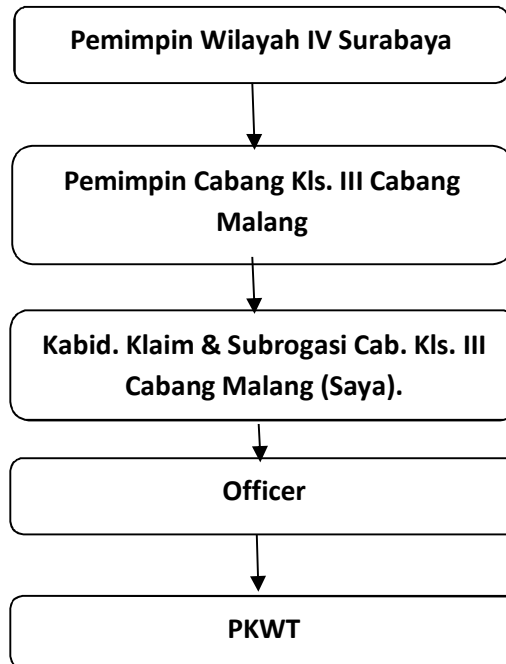 Pemimpin Wilayah IV Surabaya
Pemimpin Cabang Kls. III Cabang
Malang
Kabid. Klaim & Subrogasi Cab. Kls. III
Cabang Malang (Saya).
Officer
PKWT